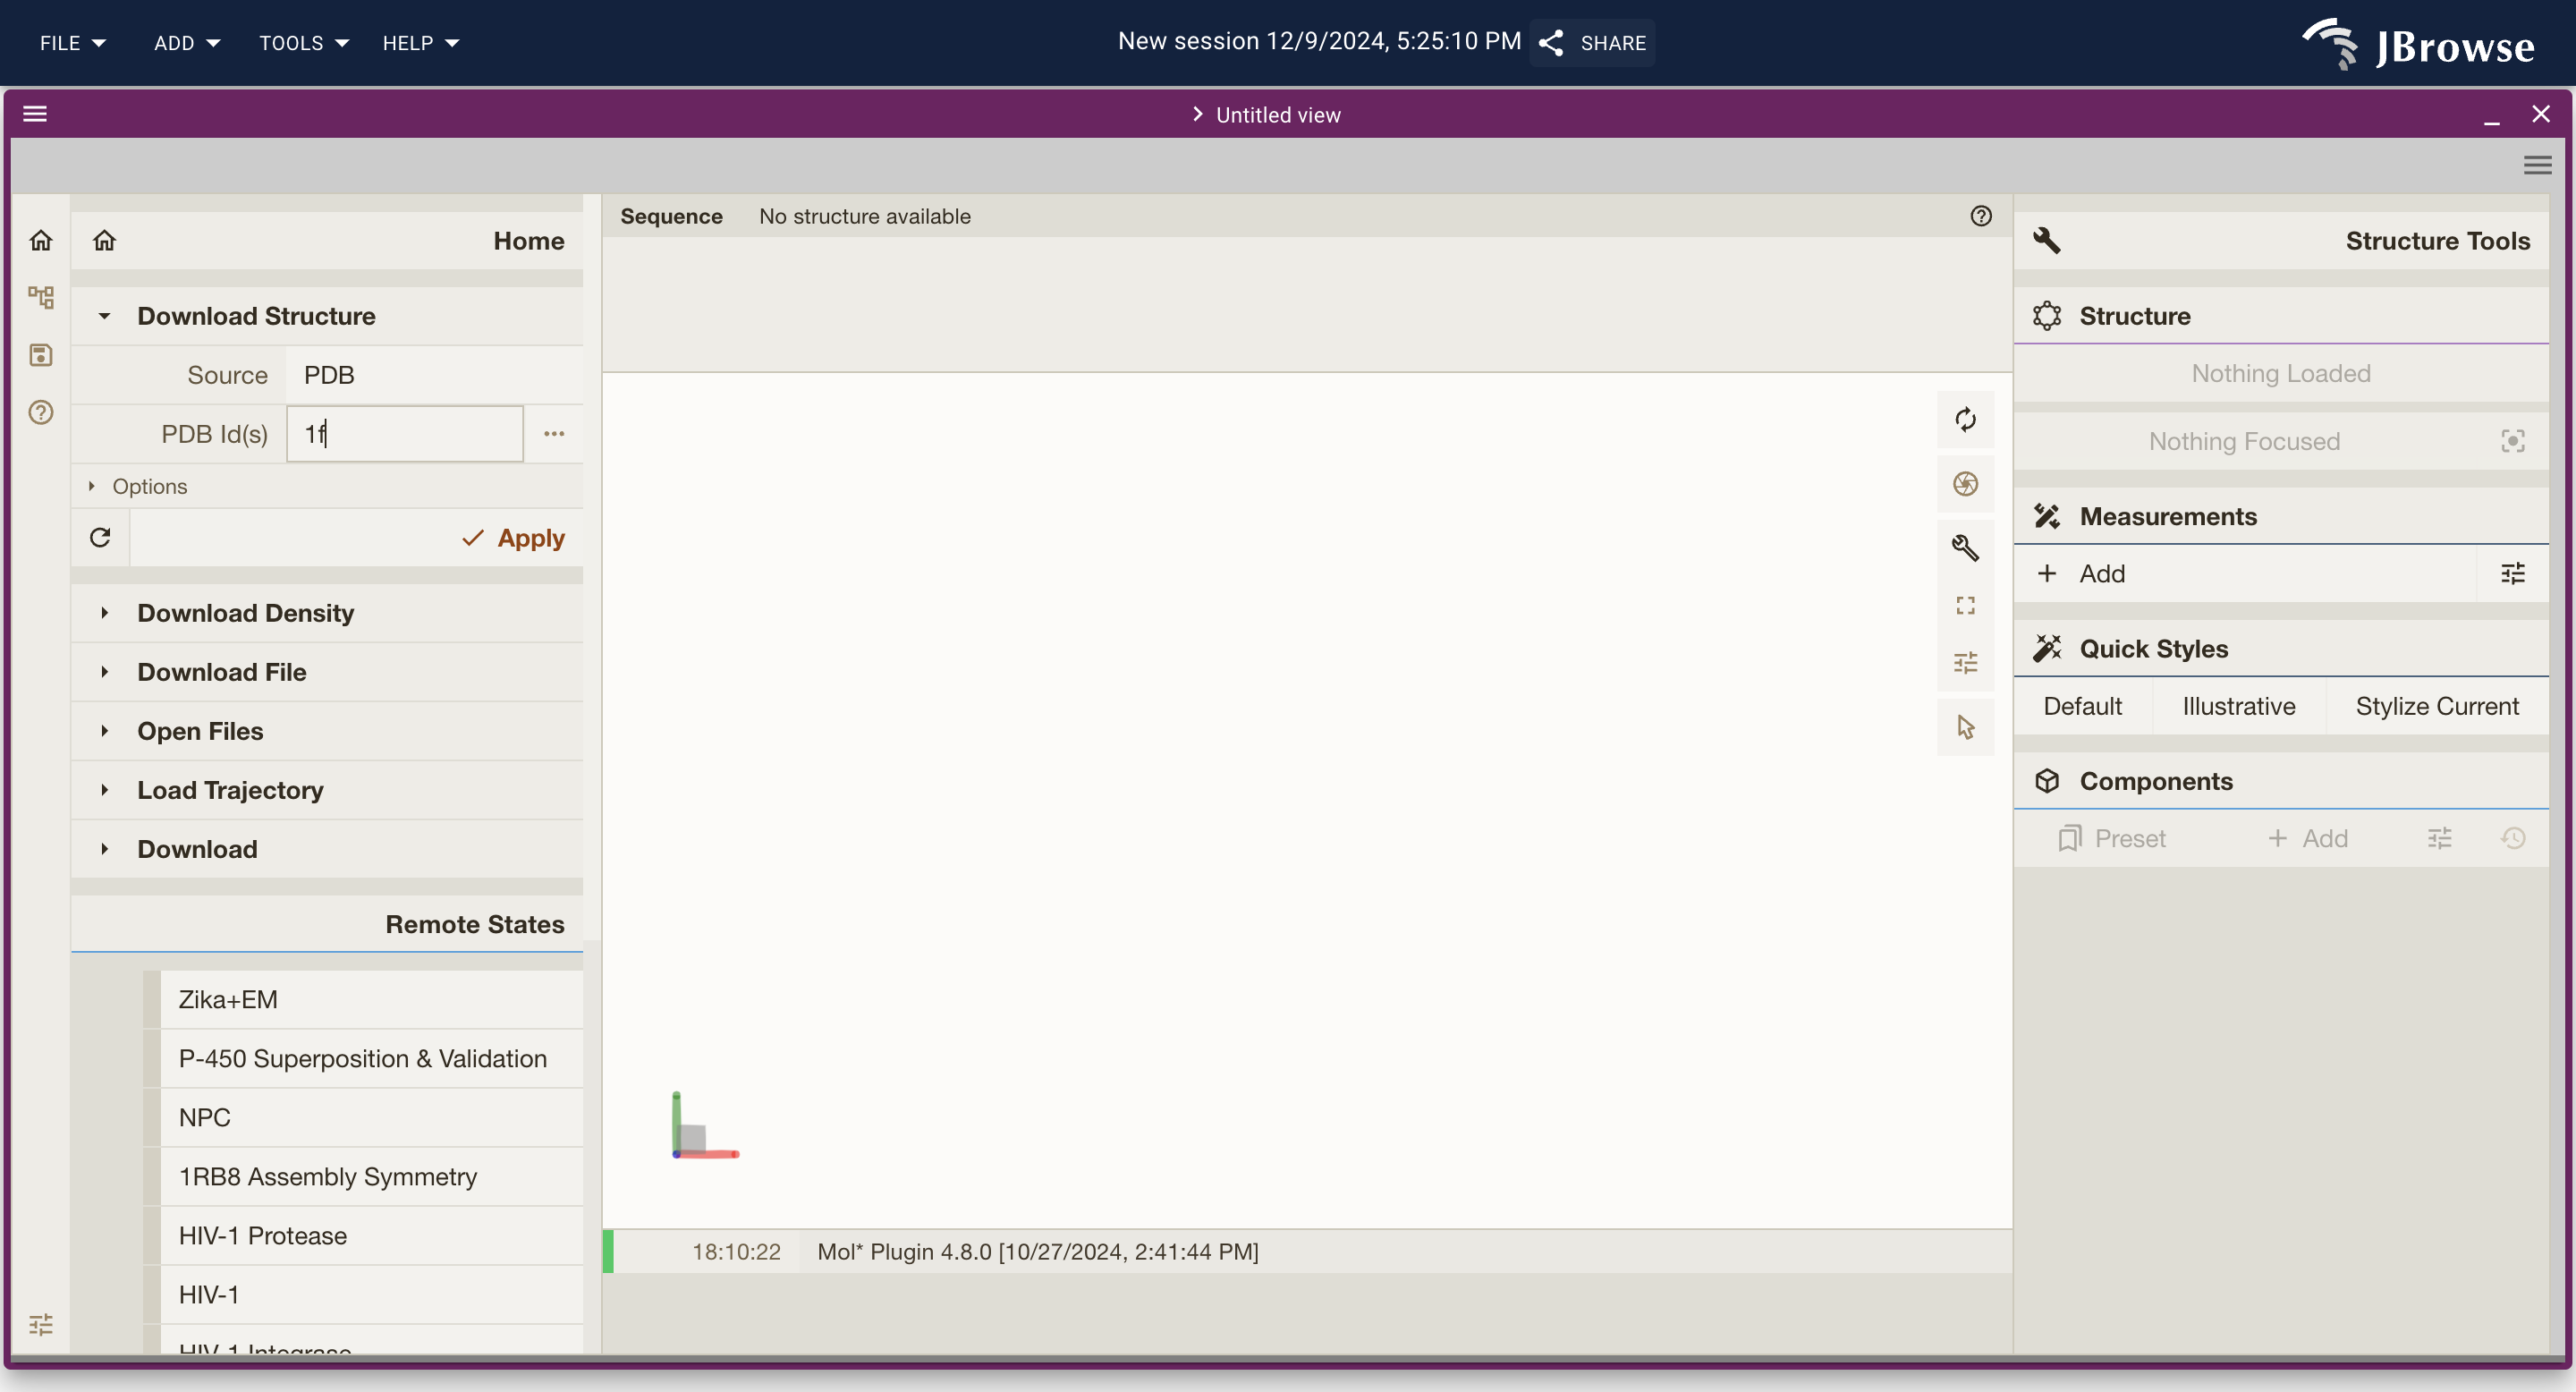 FILE
ADD
TOOLS
HELP
New session 12/9/2024, 5:25:10 PM
SHARE
JBrowse
Untitled view
Home
Download Structure
Source
PDB
PDB Id(s)
1f
Options
Apply
Download Density
Download File
Open Files
Load Trajectory
Download
Remote States
Zika+EM
P-450 Superposition & Validation
NPC
1RB8 Assembly Symmetry
HIV-1 Protease
HIV-1
HIV-1 Integrase
Sequence
No structure available
18:10:22
Mol* Plugin 4.8.0 [10/27/2024, 2:41:44 PM]
Structure Tools
Structure
Nothing Loaded
Nothing Focused
Measurements
Add
Quick Styles
Default
Illustrative
Stylize Current
Components
Preset
Add